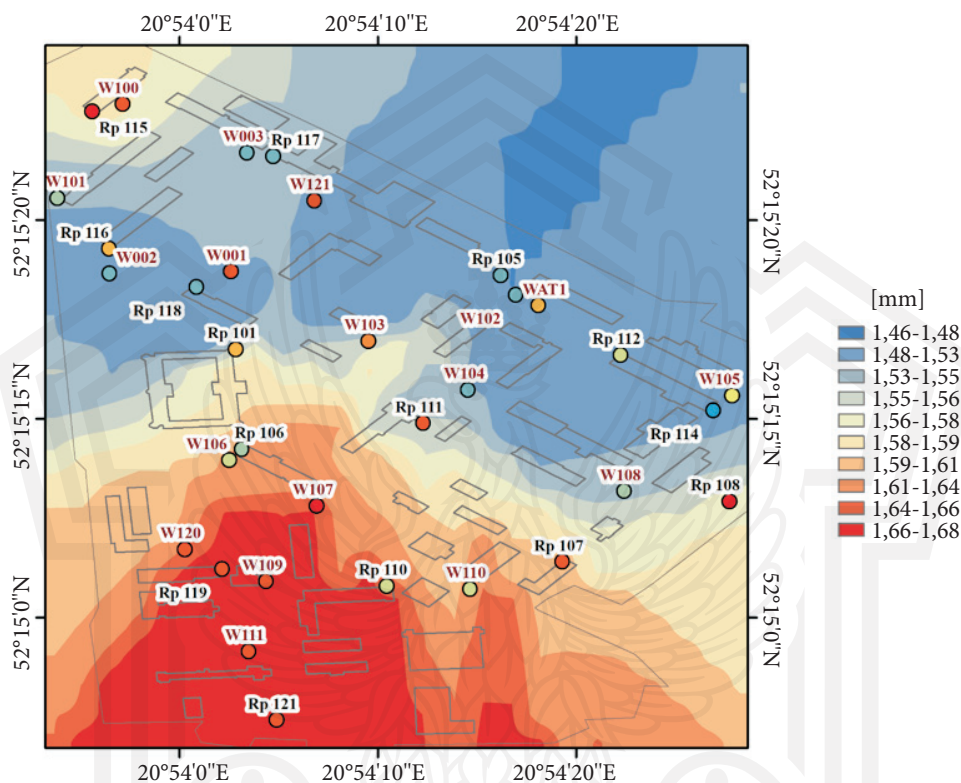 20°54'0"E 20°54'10"E 20°54'20"E
W100
Rp 115
W003 Rp 117
W101
W121
52°15'20"N 52°15'20"N
Rp 116
W002 W001
Rp 105
Rp 118
WAT1
[mm]
1,46-1,48
1,48-1,53
1,53-1,55
1,55-1,56
1,56-1,58
1,58-1,59
1,59-1,61
1,61-1,64
1,64-1,66
1,66-1,68
Rp 101
W103
W102
Rp 112
W104
W105
Rp 111
52°15'15"N 52°15'15"N
Rp 114
Rp 106
W106
W108
Rp 108
W107
W120
Rp 107
W109
Rp 110
W110
Rp 119
52°15'0"N 52°15'0"N
W111
Rp 121
20°54'0"E 20°54'10"E 20°54'20"E